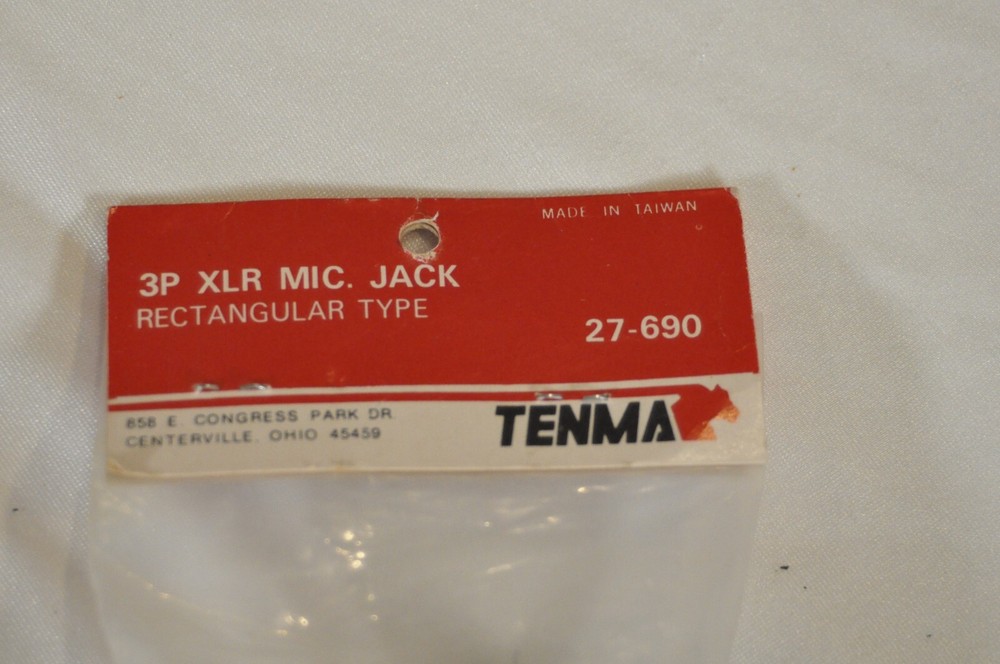 MADE IN TAIWAN
3P XLR MIC. JACK
RECTANGULAR TYPE
27-690
858 E. CONGRESS PARK DR.
CENTERVILLE. OHIO 45459
TENMA